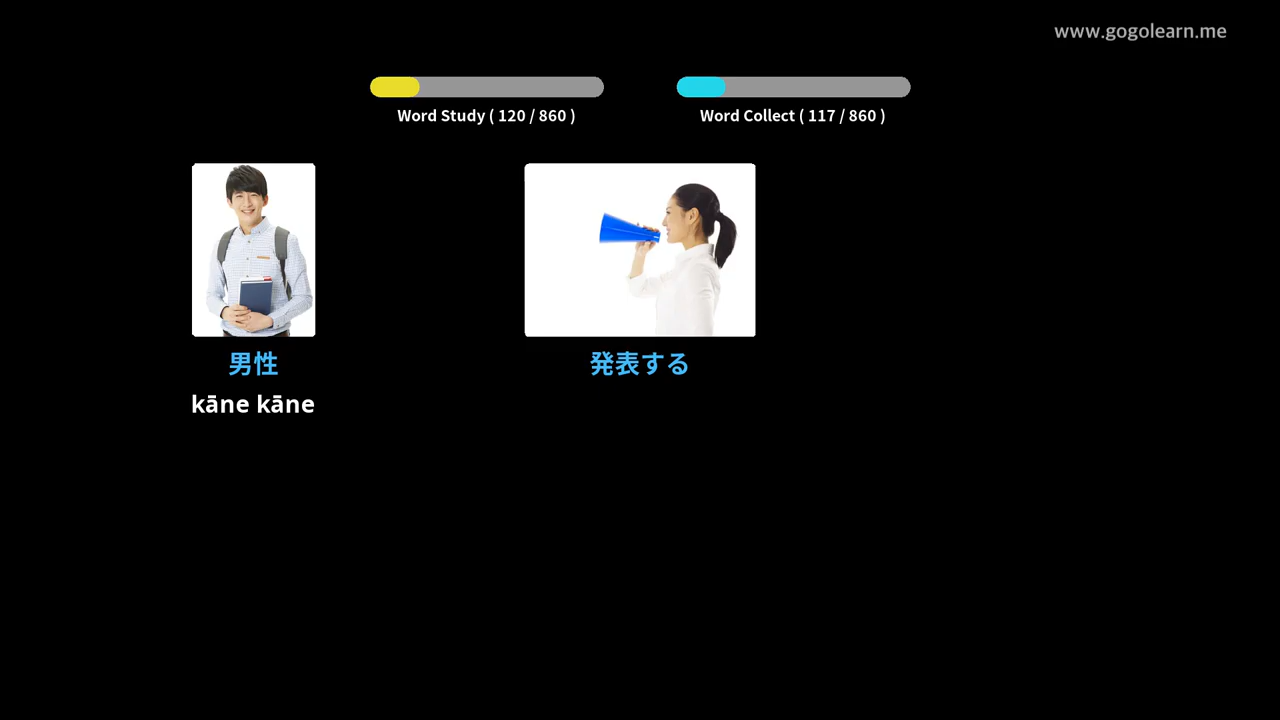 www.gogolearn.me
Word Study ( 120 / 860 )
Word Collect ( 117 / 860 )
男性
発表する
kāne kāne